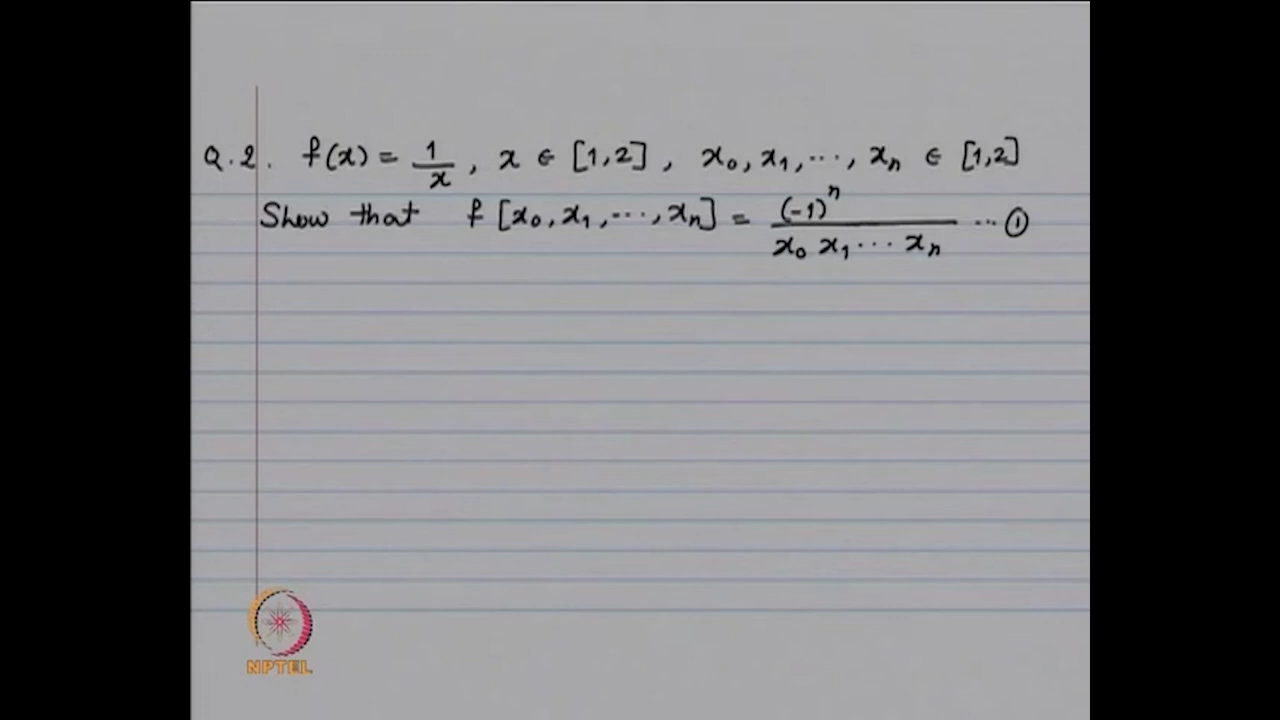 Q.2. f(x) = 1/x, x ∈ [1,2], x₀, x₁, ..., xₙ ∈ [1,2]
Show that f[x₀, x₁, ..., xₙ] = (-1)ⁿ / (x₀ x₁ ... xₙ) ... ①
NPTEL